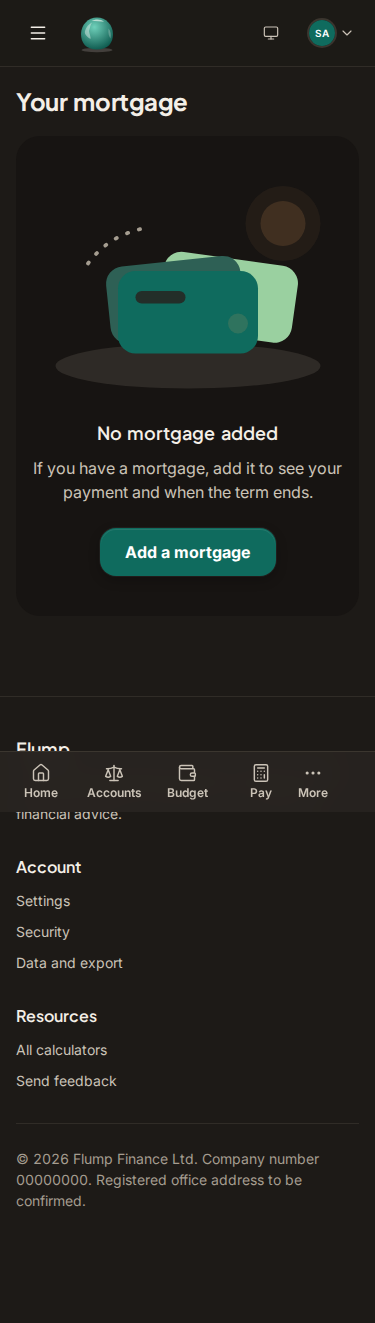 SA
Your mortgage
No mortgage added
If you have a mortgage, add it to see your
payment and when the term ends.
Add a mortgage
Flump
Home
Accounts
Budget
Pay
More
financial advice.
Account
Settings
Security
Data and export
Resources
All calculators
Send feedback
© 2026 Flump Finance Ltd. Company number
00000000. Registered office address to be
confirmed.